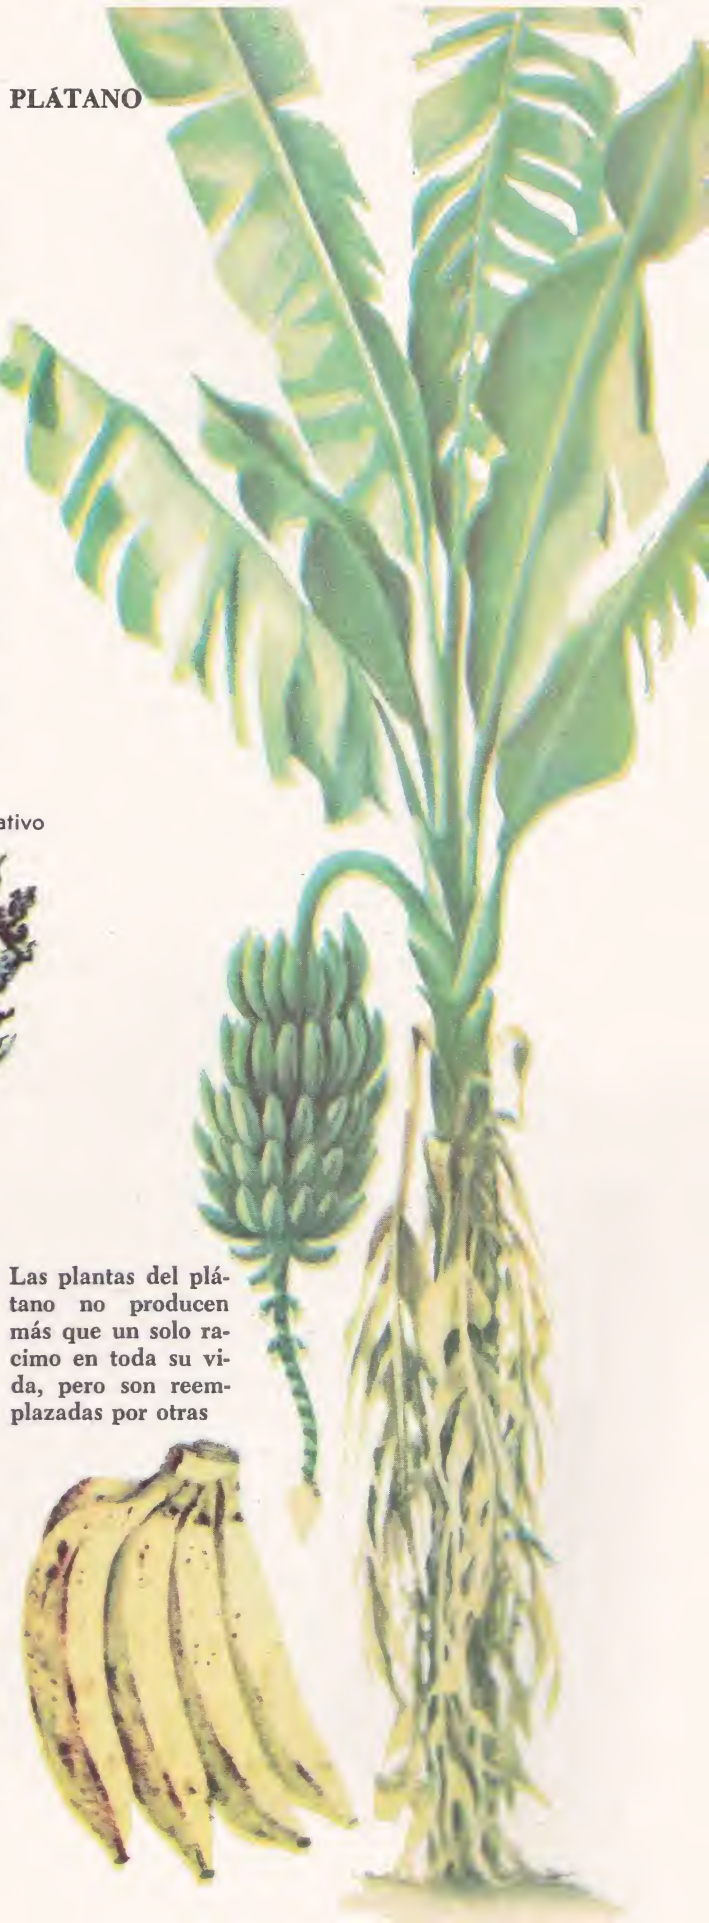 PLÁTANO
ativo
Las plantas del plá-
tano no producen
más que un solo ra-
cimo en toda su vi-
da, pero son reem-
plazadas por otras